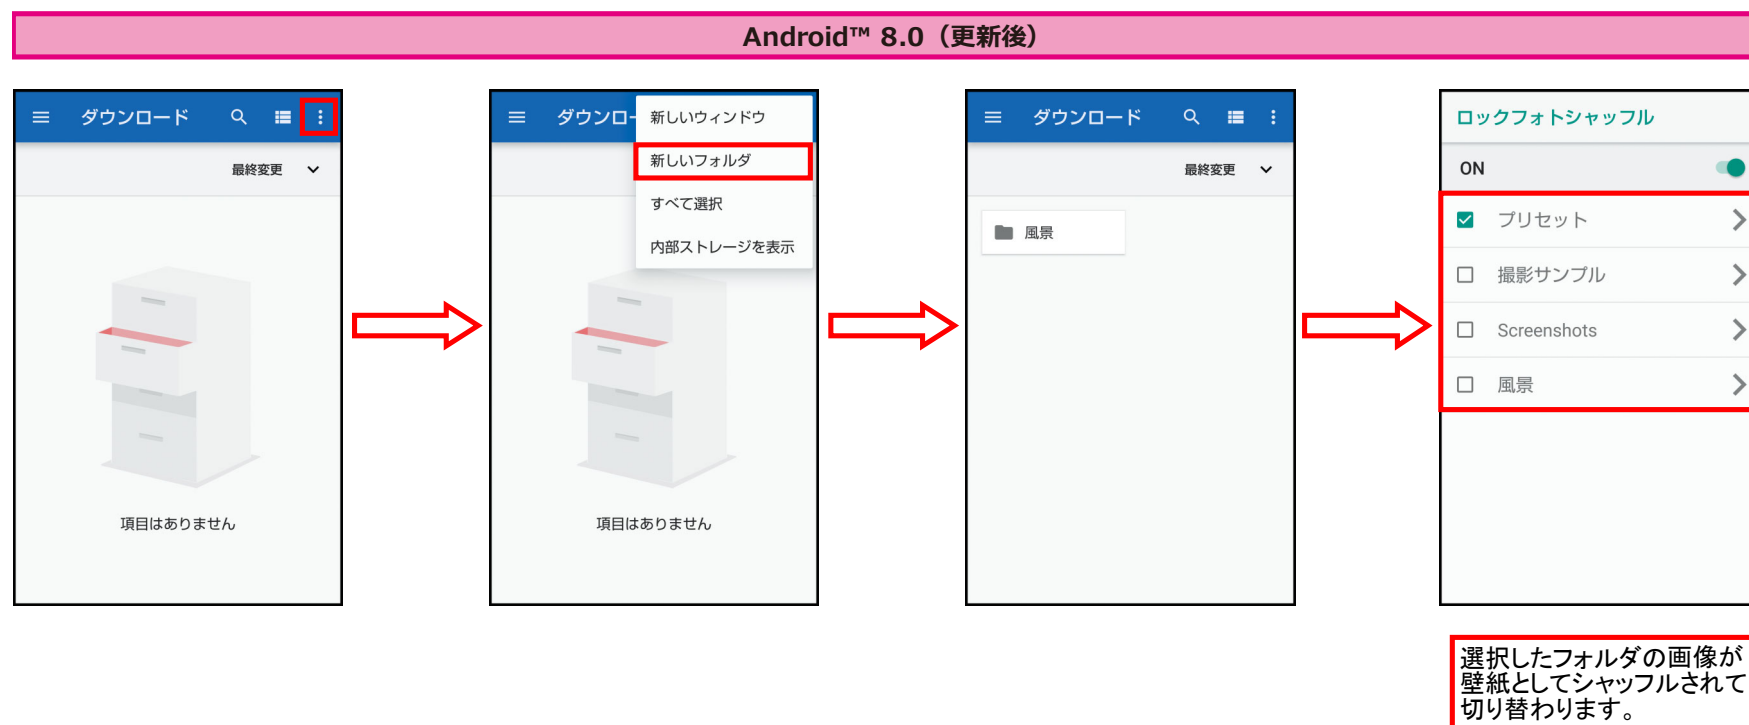 Android™ 8.0（更新後）
ダウンロード
最終変更
項目はありません
ダウンロー
新しいウィンドウ
新しいフォルダ
すべて選択
内部ストレージを表示
項目はありません
ダウンロード
最終変更
風景
ロックフォトシャッフル
ON
プリセット
撮影サンプル
Screenshots
風景
選択したフォルダの画像が
壁紙としてシャッフルされて
切り替わります。